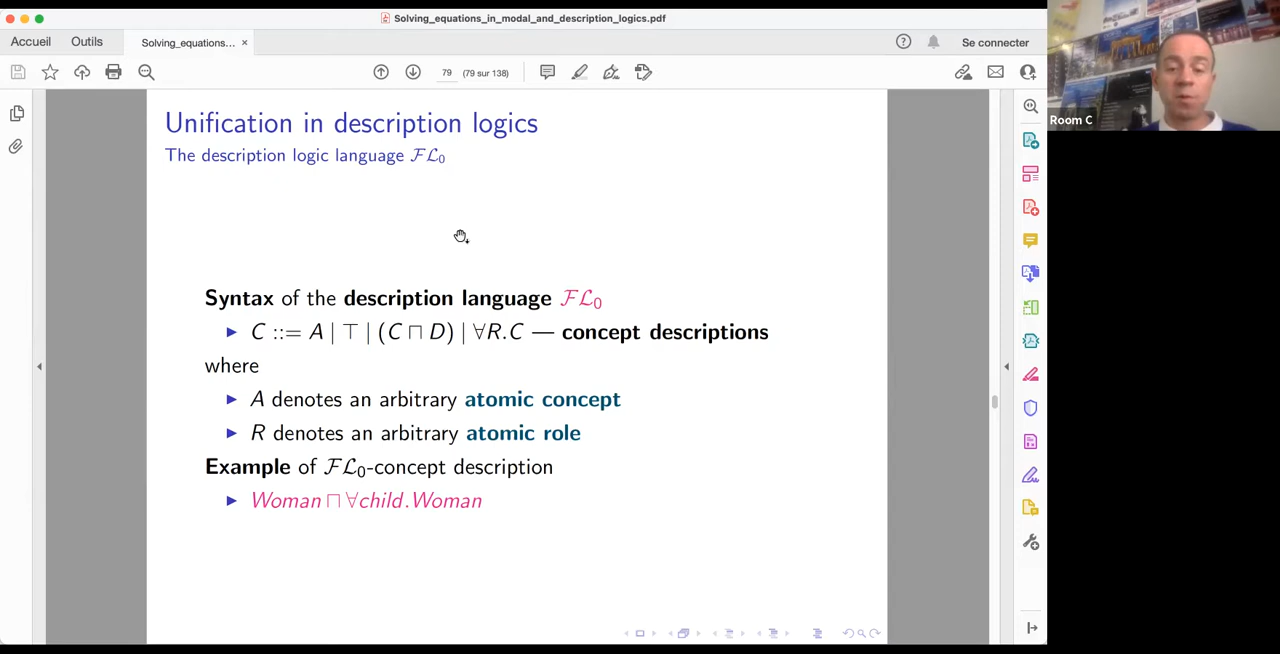 Solving_equations_in_modal_and_description_logics.pdf
Accueil Outils Solving_equations... × Se connecter
79 (79 sur 138)
Room C
Unification in description logics
The description logic language ℱℒ₀
Syntax of the description language ℱℒ₀
▶ C ::= A | ⊤ | (C ⊓ D) | ∀R.C — concept descriptions
where
▶ A denotes an arbitrary atomic concept
▶ R denotes an arbitrary atomic role
Example of ℱℒ₀-concept description
▶ Woman ⊓ ∀child.Woman